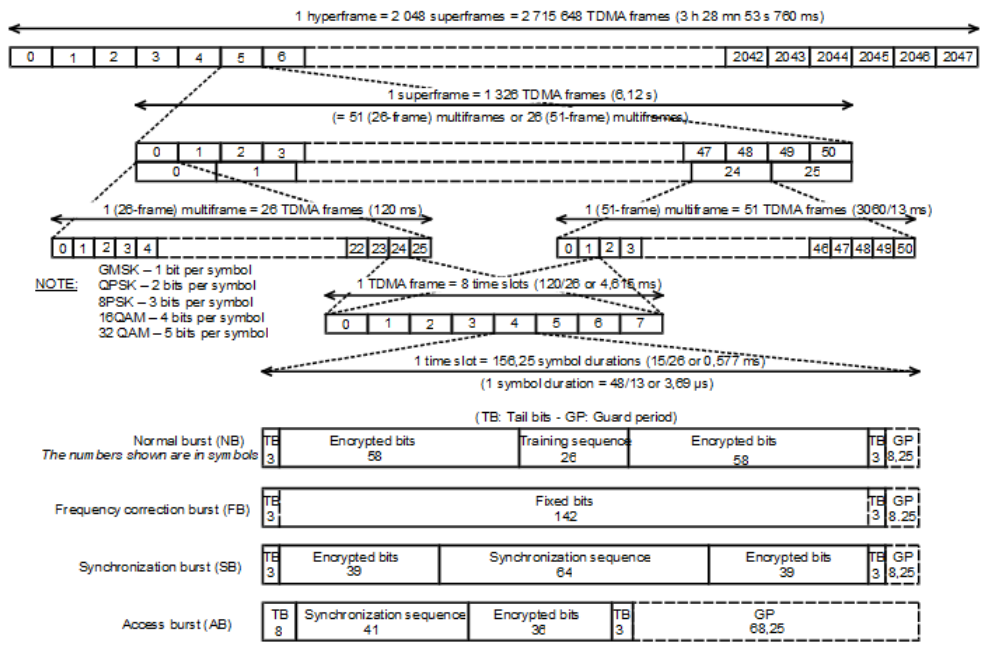 1 hyperframe = 2 048 superframes = 2 715 648 TDMA frames (3 h 28 mn 53 s 760 ms)
0 1 2 3 4 5 6 2042 2043 2044 2045 2046 2047
1 superframe = 1 326 TDMA frames (6,12 s)
(= 51 (26-frame) multiframes or 26 (51-frame) multiframes)
0 1 2 3 47 48 49 50
0 1 24 25
1 (26-frame) multiframe = 26 TDMA frames (120 ms)
1 (51-frame) multiframe = 51 TDMA frames (3060/13 ms)
0 1 2 3 4 22 23 24 25
0 1 2 3 46 47 48 49 50
NOTE:
GMSK – 1 bit per symbol
QPSK – 2 bits per symbol
8PSK – 3 bits per symbol
16QAM – 4 bits per symbol
32 QAM – 5 bits per symbol
1 TDMA frame = 8 time slots (120/26 or 4,615 ms)
0 1 2 3 4 5 6 7
1 time slot = 156,25 symbol durations (15/26 or 0,577 ms)
(1 symbol duration = 48/13 or 3,69 µs)
(TB: Tail bits - GP: Guard period)
Normal burst (NB)
The numbers shown are in symbols
TB Encrypted bits Training sequence Encrypted bits TB GP
3 58 26 58 3 8,25
Frequency correction burst (FB)
TB Fixed bits TB GP
3 142 3 8.25
Synchronization burst (SB)
TB Encrypted bits Synchronization sequence Encrypted bits TB GP
3 39 64 39 3 8,25
Access burst (AB)
TB Synchronization sequence Encrypted bits TB GP
8 41 36 3 68,25